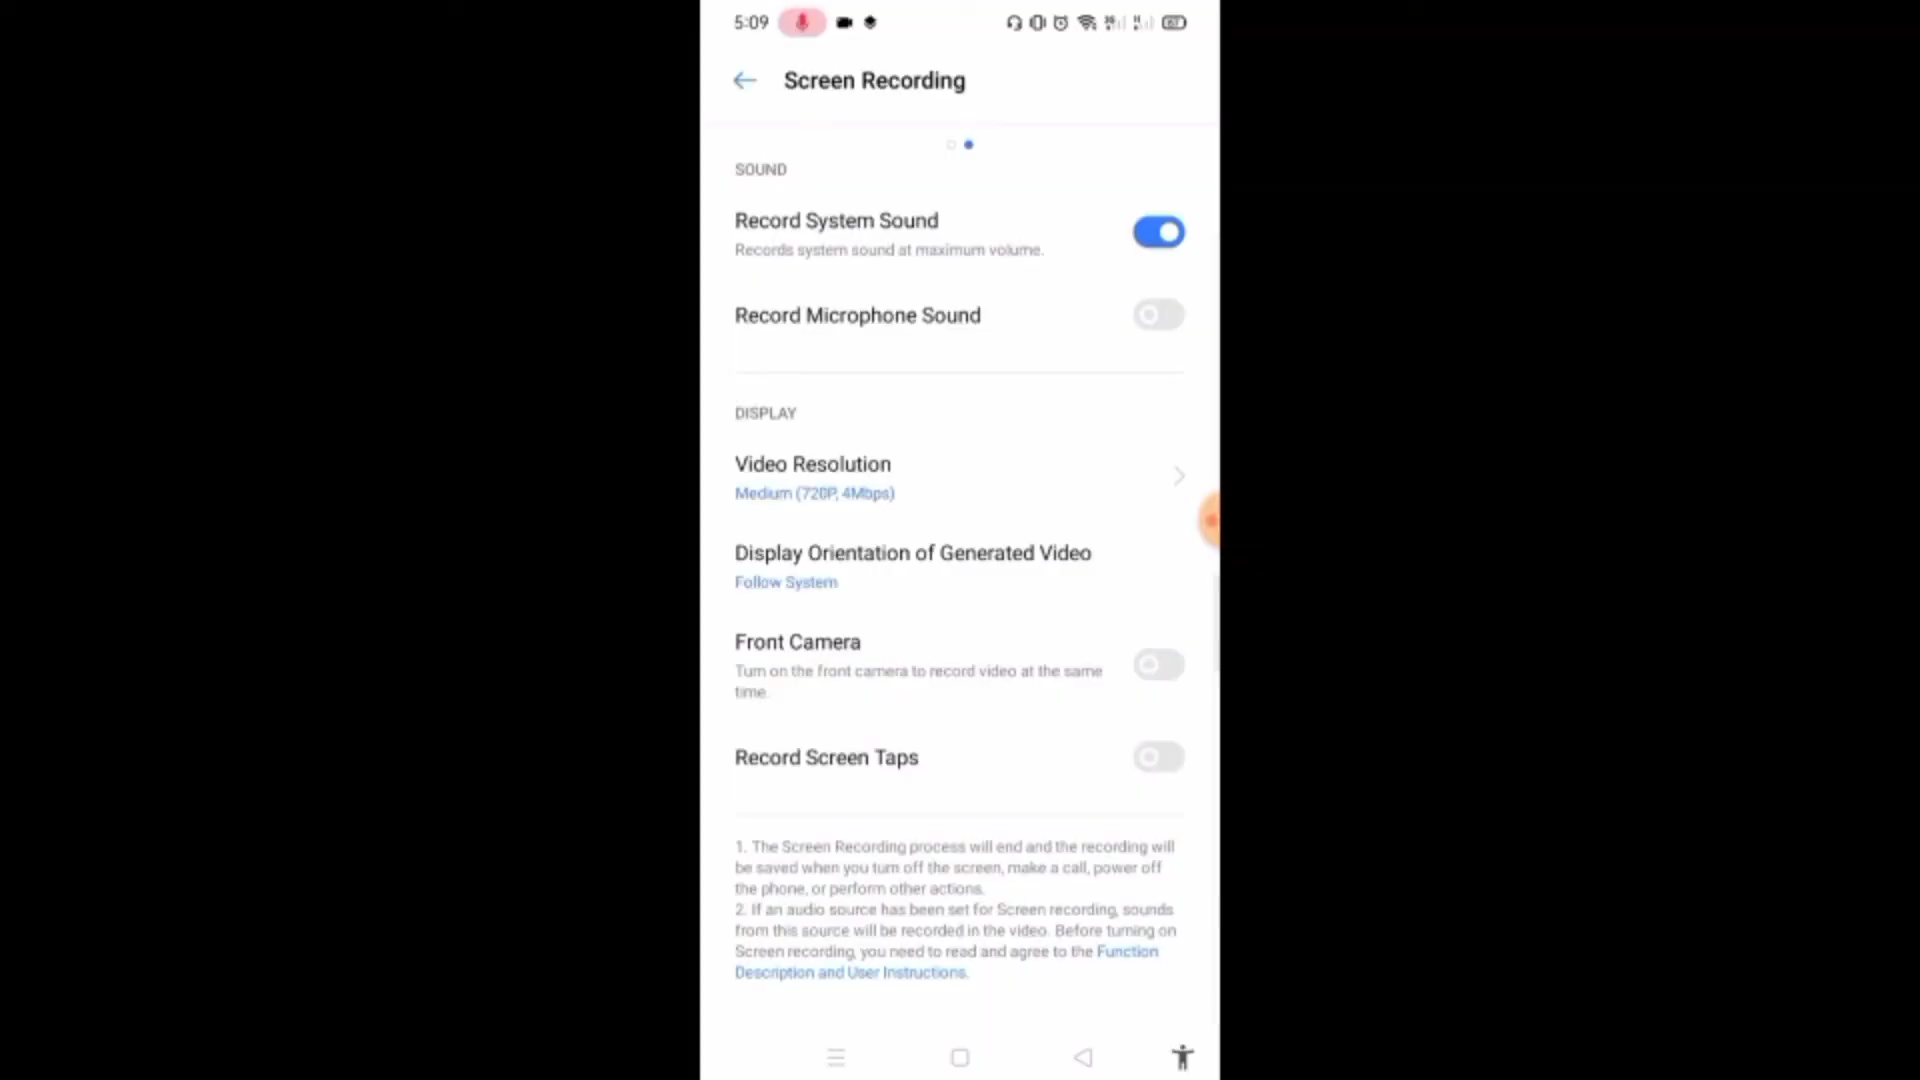 5:09
67
Screen Recording
SOUND
Record System Sound
Records system sound at maximum volume.
Record Microphone Sound
DISPLAY
Video Resolution
Medium (720P, 4Mbps)
Display Orientation of Generated Video
Follow System
Front Camera
Turn on the front camera to record video at the same
time.
Record Screen Taps
1. The Screen Recording process will end and the recording will
be saved when you turn off the screen, make a call, power off
the phone, or perform other actions.
2. If an audio source has been set for Screen recording, sounds
from this source will be recorded in the video. Before turning on
Screen recording, you need to read and agree to the Function
Description and User Instructions.